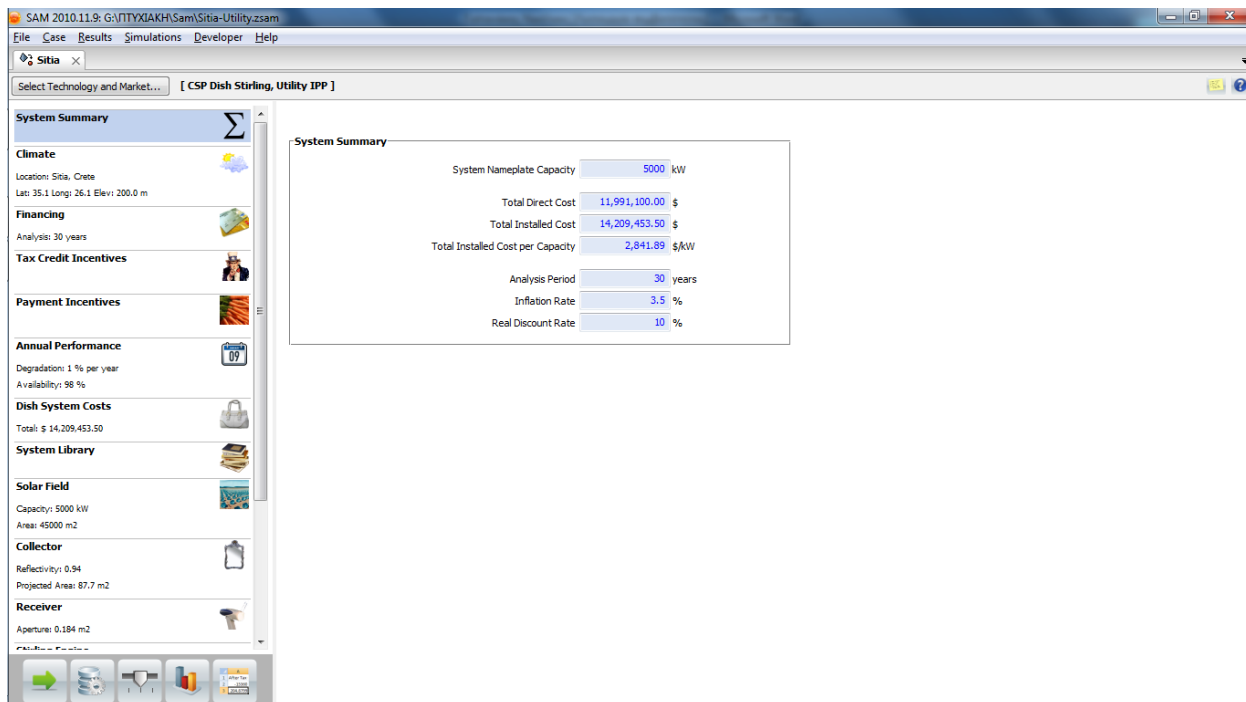 SAM 2010.11.9: G:\ΠΤΥΧΙΑΚΗ\Sam\Sitia-Utility.zsam
File Case Results Simulations Developer Help
Sitia
Select Technology and Market... [ CSP Dish Stirling, Utility IPP ]
System Summary
Climate
Location: Sitia, Crete
Lat: 35.1 Long: 26.1 Elev: 200.0 m
Financing
Analysis: 30 years
Tax Credit Incentives
Payment Incentives
Annual Performance
Degradation: 1 % per year
Availability: 98 %
Dish System Costs
Total: $ 14,209,453.50
System Library
Solar Field
Capacity: 5000 kW
Area: 45000 m2
Collector
Reflectivity: 0.94
Projected Area: 87.7 m2
Receiver
Aperture: 0.184 m2
Stirling Engine
System Summary
System Nameplate Capacity 5000 kW
Total Direct Cost 11,991,100.00 $
Total Installed Cost 14,209,453.50 $
Total Installed Cost per Capacity 2,841.89 $/kW
Analysis Period 30 years
Inflation Rate 3.5 %
Real Discount Rate 10 %